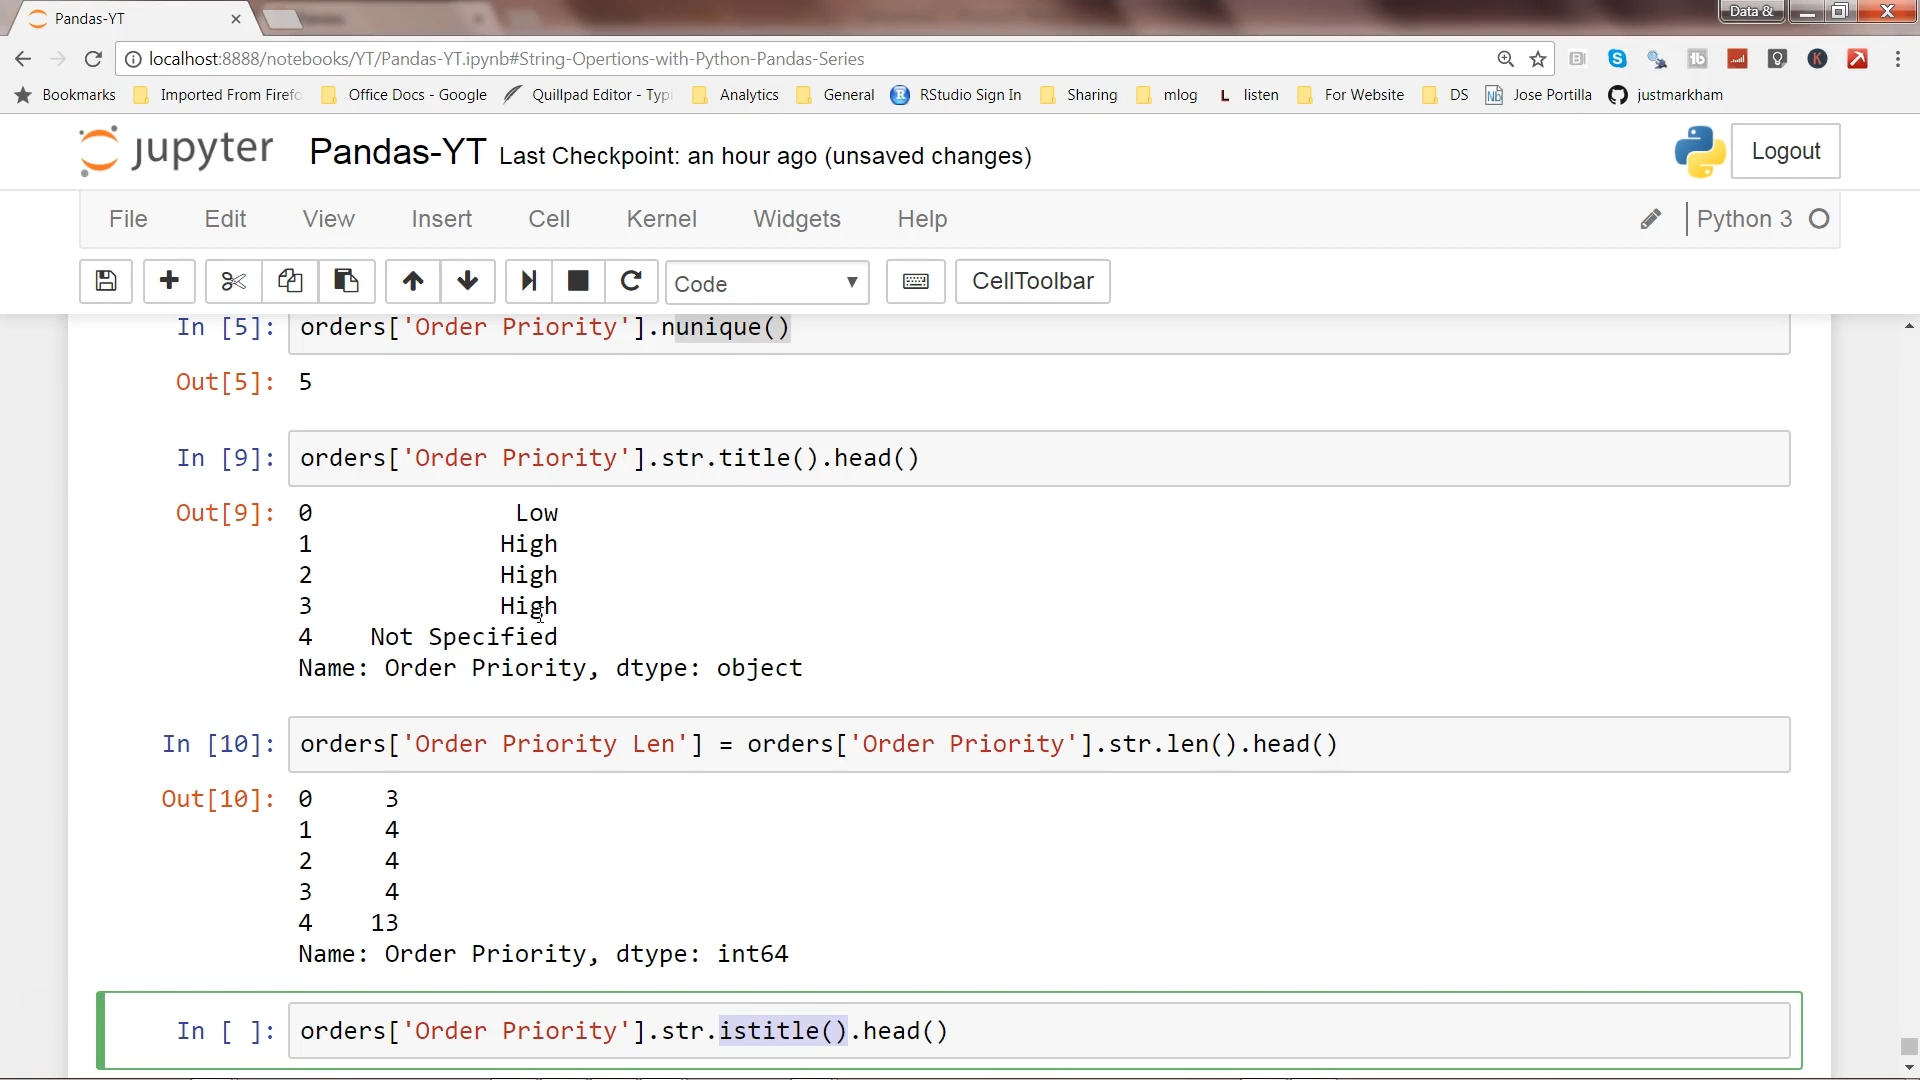 Pandas-YT
Data &
localhost:8888/notebooks/YT/Pandas-YT.ipynb#String-Opertions-with-Python-Pandas-Series
Bookmarks Imported From Firefo Office Docs - Google Quillpad Editor - Typi Analytics General RStudio Sign In Sharing mlog listen For Website DS Jose Portilla justmarkham
jupyter Pandas-YT Last Checkpoint: an hour ago (unsaved changes) Logout
File Edit View Insert Cell Kernel Widgets Help Python 3
Code CellToolbar
In [5]: orders['Order Priority'].nunique()
Out[5]: 5
In [9]: orders['Order Priority'].str.title().head()
Out[9]: 0 Low
1 High
2 High
3 High
4 Not Specified
Name: Order Priority, dtype: object
In [10]: orders['Order Priority Len'] = orders['Order Priority'].str.len().head()
Out[10]: 0 3
1 4
2 4
3 4
4 13
Name: Order Priority, dtype: int64
In [ ]: orders['Order Priority'].str.istitle().head()